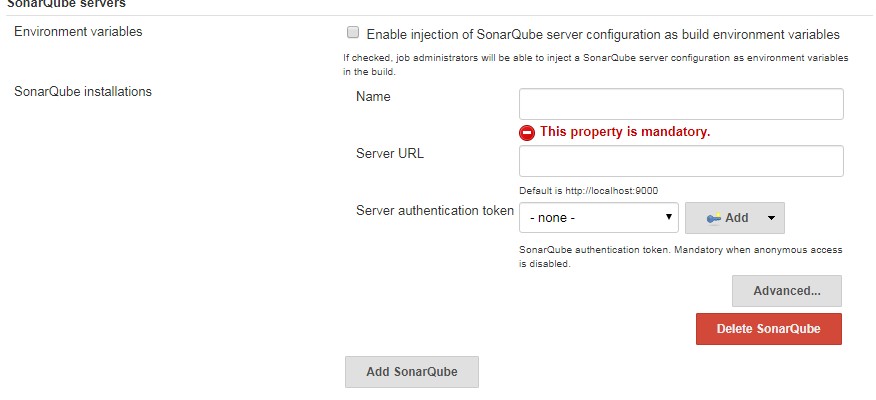 SonarQube servers
Environment variables
Enable injection of SonarQube server configuration as build environment variables
If checked, job administrators will be able to inject a SonarQube server configuration as environment variables
in the build.
SonarQube installations
Name
This property is mandatory.
Server URL
Default is http://localhost:9000
Server authentication token
- none -
Add
SonarQube authentication token. Mandatory when anonymous access
is disabled.
Advanced...
Delete SonarQube
Add SonarQube